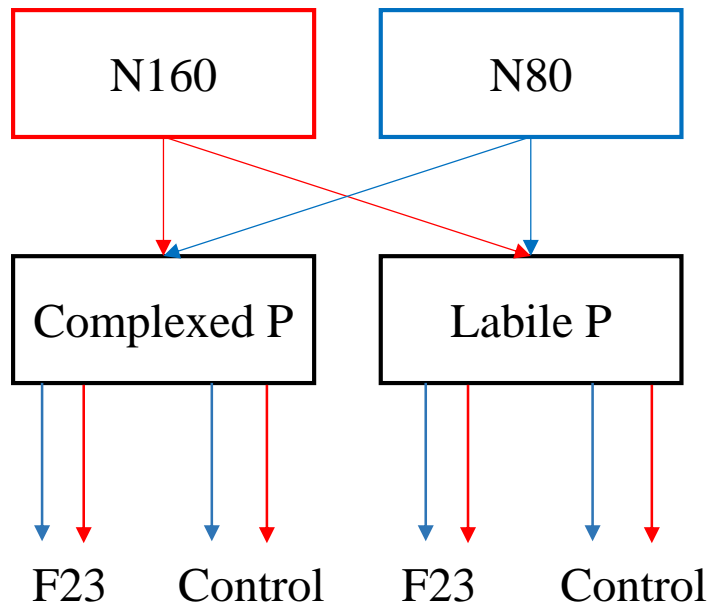 N160
N80
Complexed P
Labile P
F23
Control
F23
Control